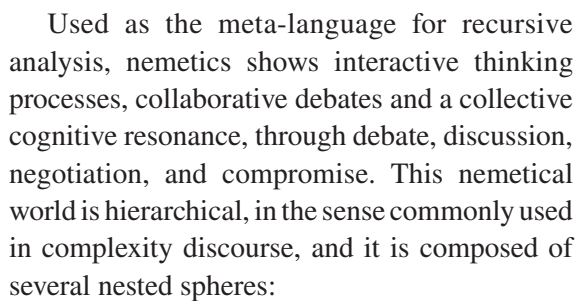 Used as the meta-language for recursive
analysis, nemetics shows interactive thinking
processes, collaborative debates and a collective
cognitive resonance, through debate, discussion,
negotiation, and compromise. This nemetical
world is hierarchical, in the sense commonly used
in complexity discourse, and it is composed of
several nested spheres: